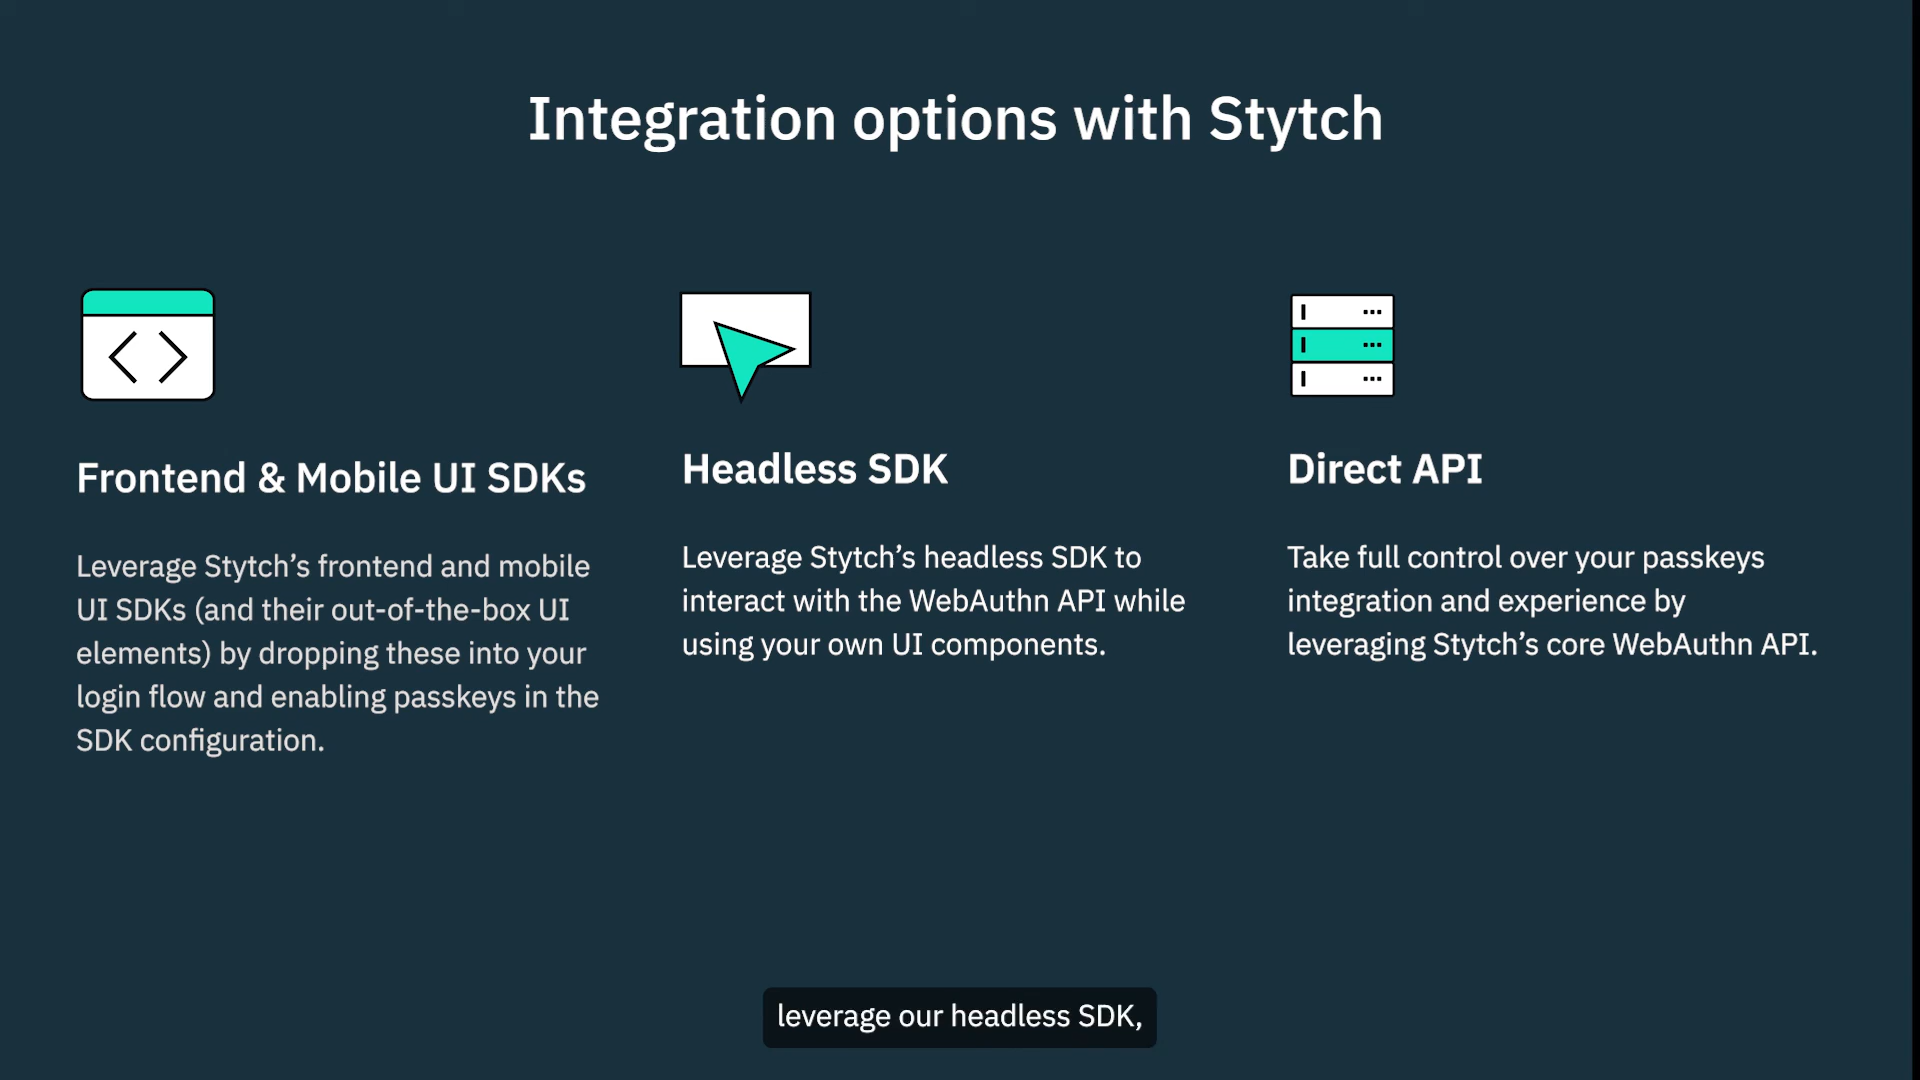 Integration options with Stytch
Frontend & Mobile UI SDKs
Leverage Stytch’s frontend and mobile
UI SDKs (and their out-of-the-box UI
elements) by dropping these into your
login flow and enabling passkeys in the
SDK configuration.
Headless SDK
Leverage Stytch’s headless SDK to
interact with the WebAuthn API while
using your own UI components.
Direct API
Take full control over your passkeys
integration and experience by
leveraging Stytch’s core WebAuthn API.
leverage our headless SDK,